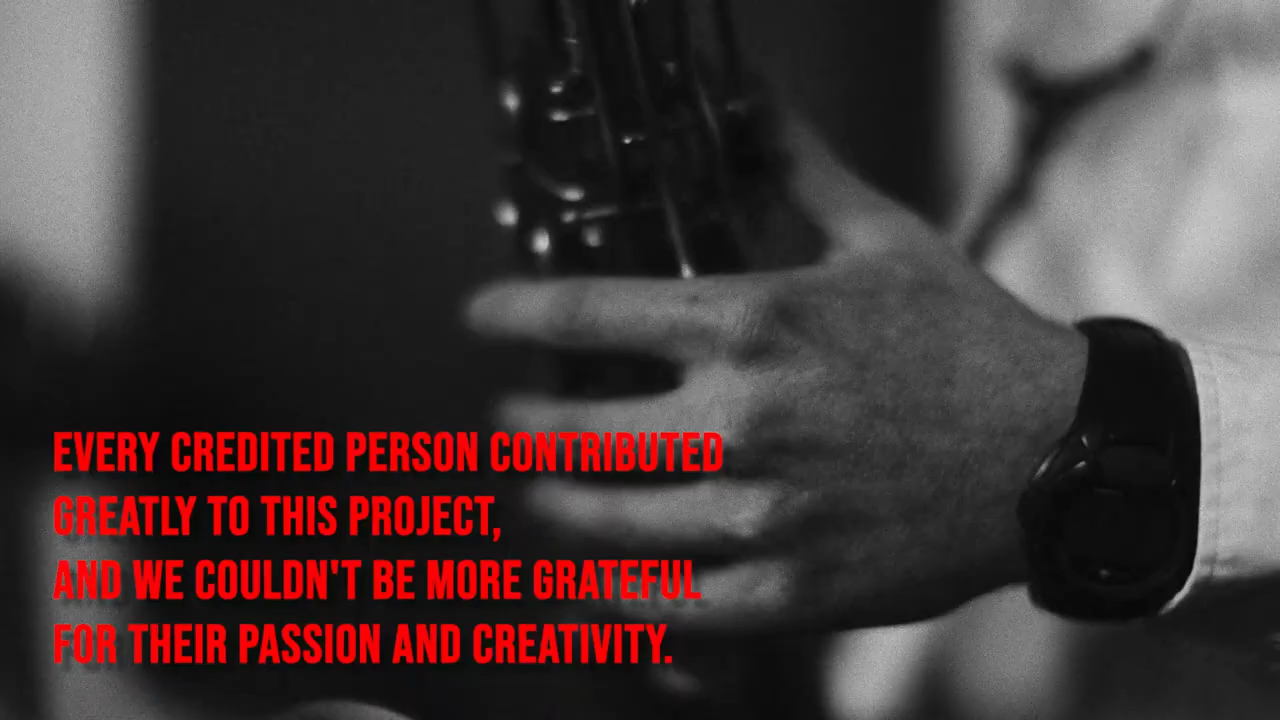 EVERY CREDITED PERSON CONTRIBUTED
GREATLY TO THIS PROJECT,
AND WE COULDN'T BE MORE GRATEFUL
FOR THEIR PASSION AND CREATIVITY.